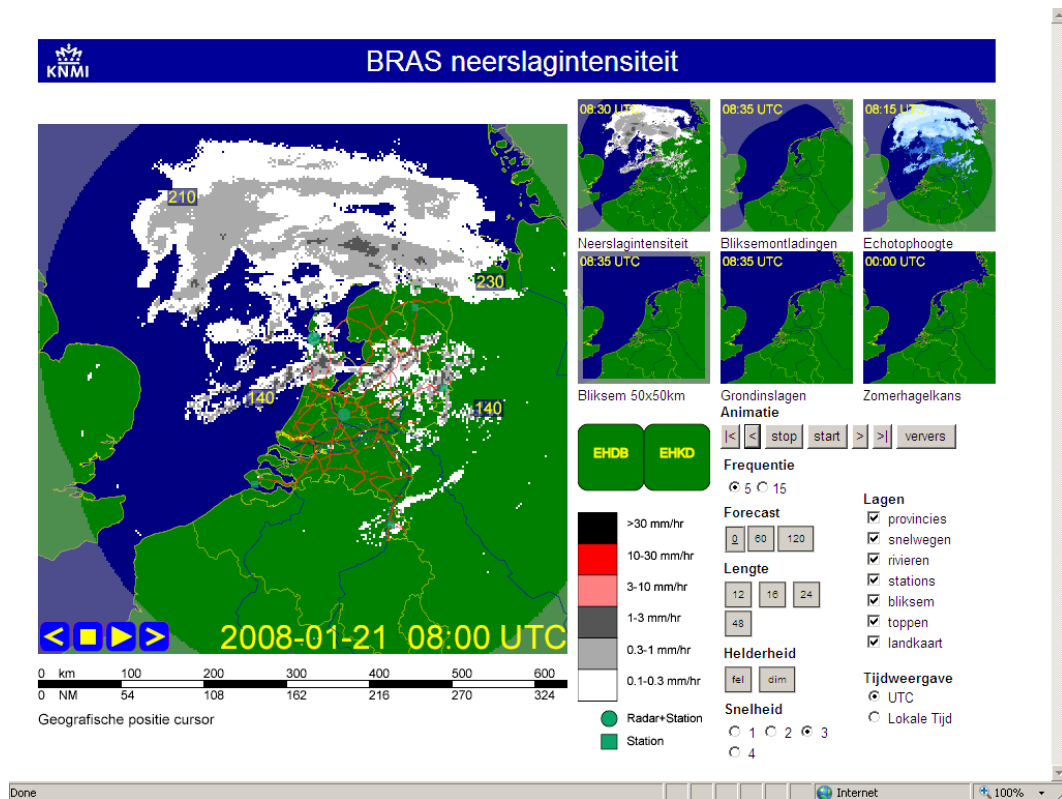 KNMI
BRAS neerslagintensiteit
210
230
140
140
2008-01-21 08:00 UTC
0 km 100 200 300 400 500 600
0 NM 54 108 162 216 270 324
Geografische positie cursor
08:30 UTC
08:35 UTC
08:15 UTC
Neerslagintensiteit
Bliksemontladingen
Echotophoogte
08:35 UTC
08:35 UTC
00:00 UTC
Bliksem 50x50km
Grondinslagen
Zomerhagelkans
EHDB
EHKD
>30 mm/hr
10-30 mm/hr
3-10 mm/hr
1-3 mm/hr
0.3-1 mm/hr
0.1-0.3 mm/hr
Radar+Station
Station
Animatie
|< < stop start > >| ververs
Frequentie
5 15
Forecast
0 60 120
Lengte
12 16 24
48
Helderheid
fel dim
Snelheid
1 2 3
4
Lagen
provincies
snelwegen
rivieren
stations
bliksem
toppen
landkaart
Tijdweergave
UTC
Lokale Tijd
Done
Internet
100%